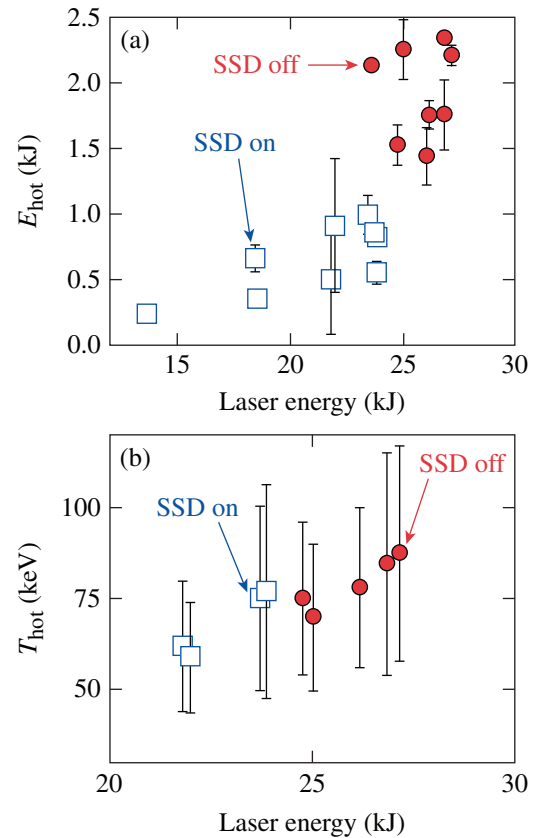 (a)
SSD off
SSD on
E_hot (kJ)
2.5
2.0
1.5
1.0
0.5
0.0
15 20 25 30
Laser energy (kJ)
(b)
SSD off
SSD on
T_hot (keV)
100
75
50
20 25 30
Laser energy (kJ)